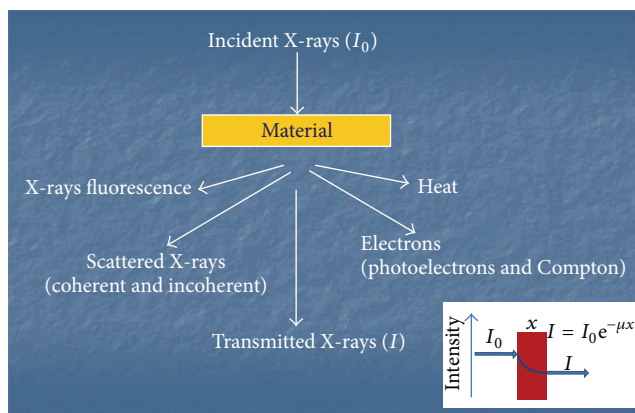 Incident X-rays (I₀)
Material
X-rays fluorescence
Heat
Scattered X-rays
(coherent and incoherent)
Electrons
(photoelectrons and Compton)
Transmitted X-rays (I)
Intensity
I₀
x
I = I₀e⁻μx
I